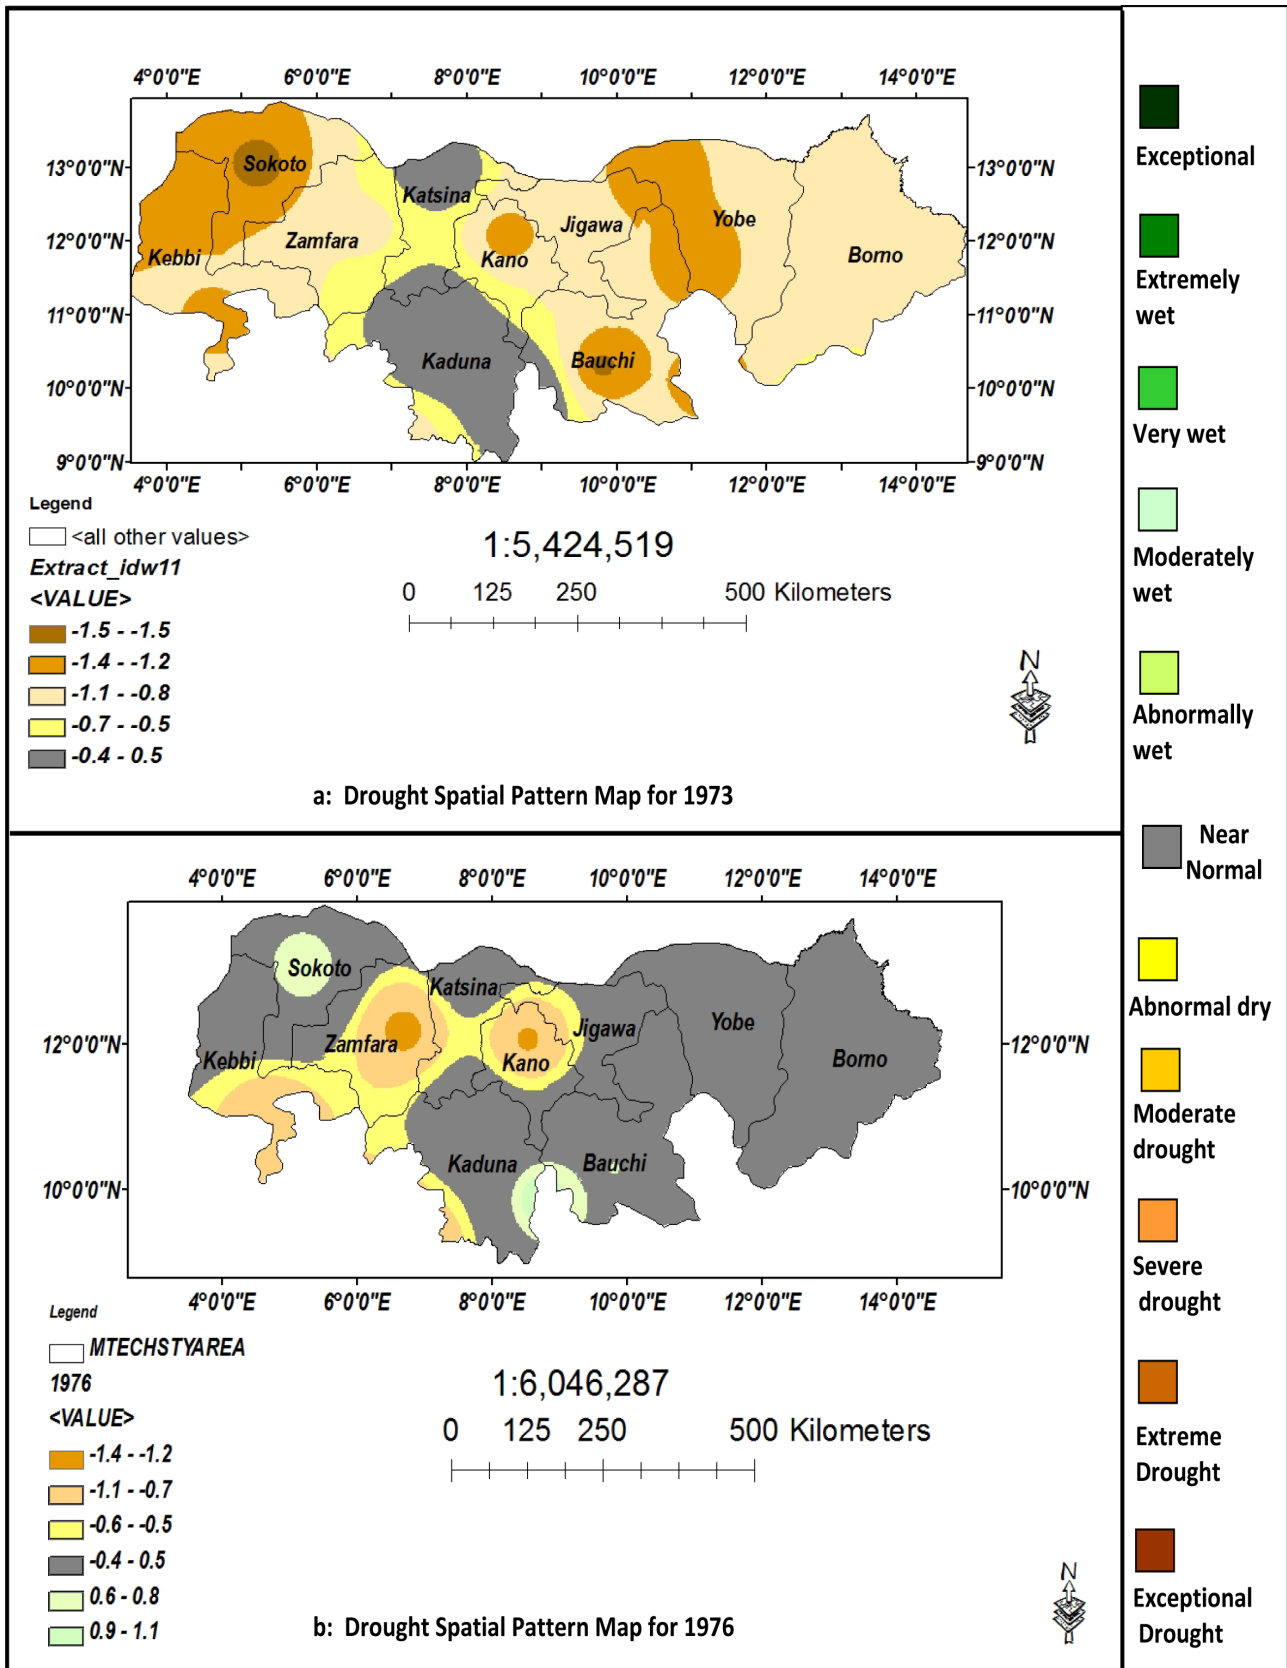 4°0'0"E 6°0'0"E 8°0'0"E 10°0'0"E 12°0'0"E 14°0'0"E
13°0'0"N 13°0'0"N
12°0'0"N 12°0'0"N
11°0'0"N 11°0'0"N
10°0'0"N 10°0'0"N
9°0'0"N 9°0'0"N
Sokoto
Katsina
Yobe
Jigawa
Zamfara
Kebbi
Kano
Borno
Kaduna
Bauchi
4°0'0"E 6°0'0"E 8°0'0"E 10°0'0"E 12°0'0"E 14°0'0"E
Legend
<all other values>
Extract_idw11
<VALUE>
-1.5 - -1.5
-1.4 - -1.2
-1.1 - -0.8
-0.7 - -0.5
-0.4 - 0.5
1:5,424,519
0 125 250 500 Kilometers
N
a: Drought Spatial Pattern Map for 1973
4°0'0"E 6°0'0"E 8°0'0"E 10°0'0"E 12°0'0"E 14°0'0"E
12°0'0"N 12°0'0"N
10°0'0"N 10°0'0"N
Sokoto
Katsina
Yobe
Jigawa
Zamfara
Kebbi
Kano
Borno
Kaduna
Bauchi
4°0'0"E 6°0'0"E 8°0'0"E 10°0'0"E 12°0'0"E 14°0'0"E
Legend
MTECHSTYAREA
1976
<VALUE>
-1.4 - -1.2
-1.1 - -0.7
-0.6 - -0.5
-0.4 - 0.5
0.6 - 0.8
0.9 - 1.1
1:6,046,287
0 125 250 500 Kilometers
N
b: Drought Spatial Pattern Map for 1976
Exceptional
Extremely
wet
Very wet
Moderately
wet
Abnormally
wet
Near
Normal
Abnormal dry
Moderate
drought
Severe
drought
Extreme
Drought
Exceptional
Drought